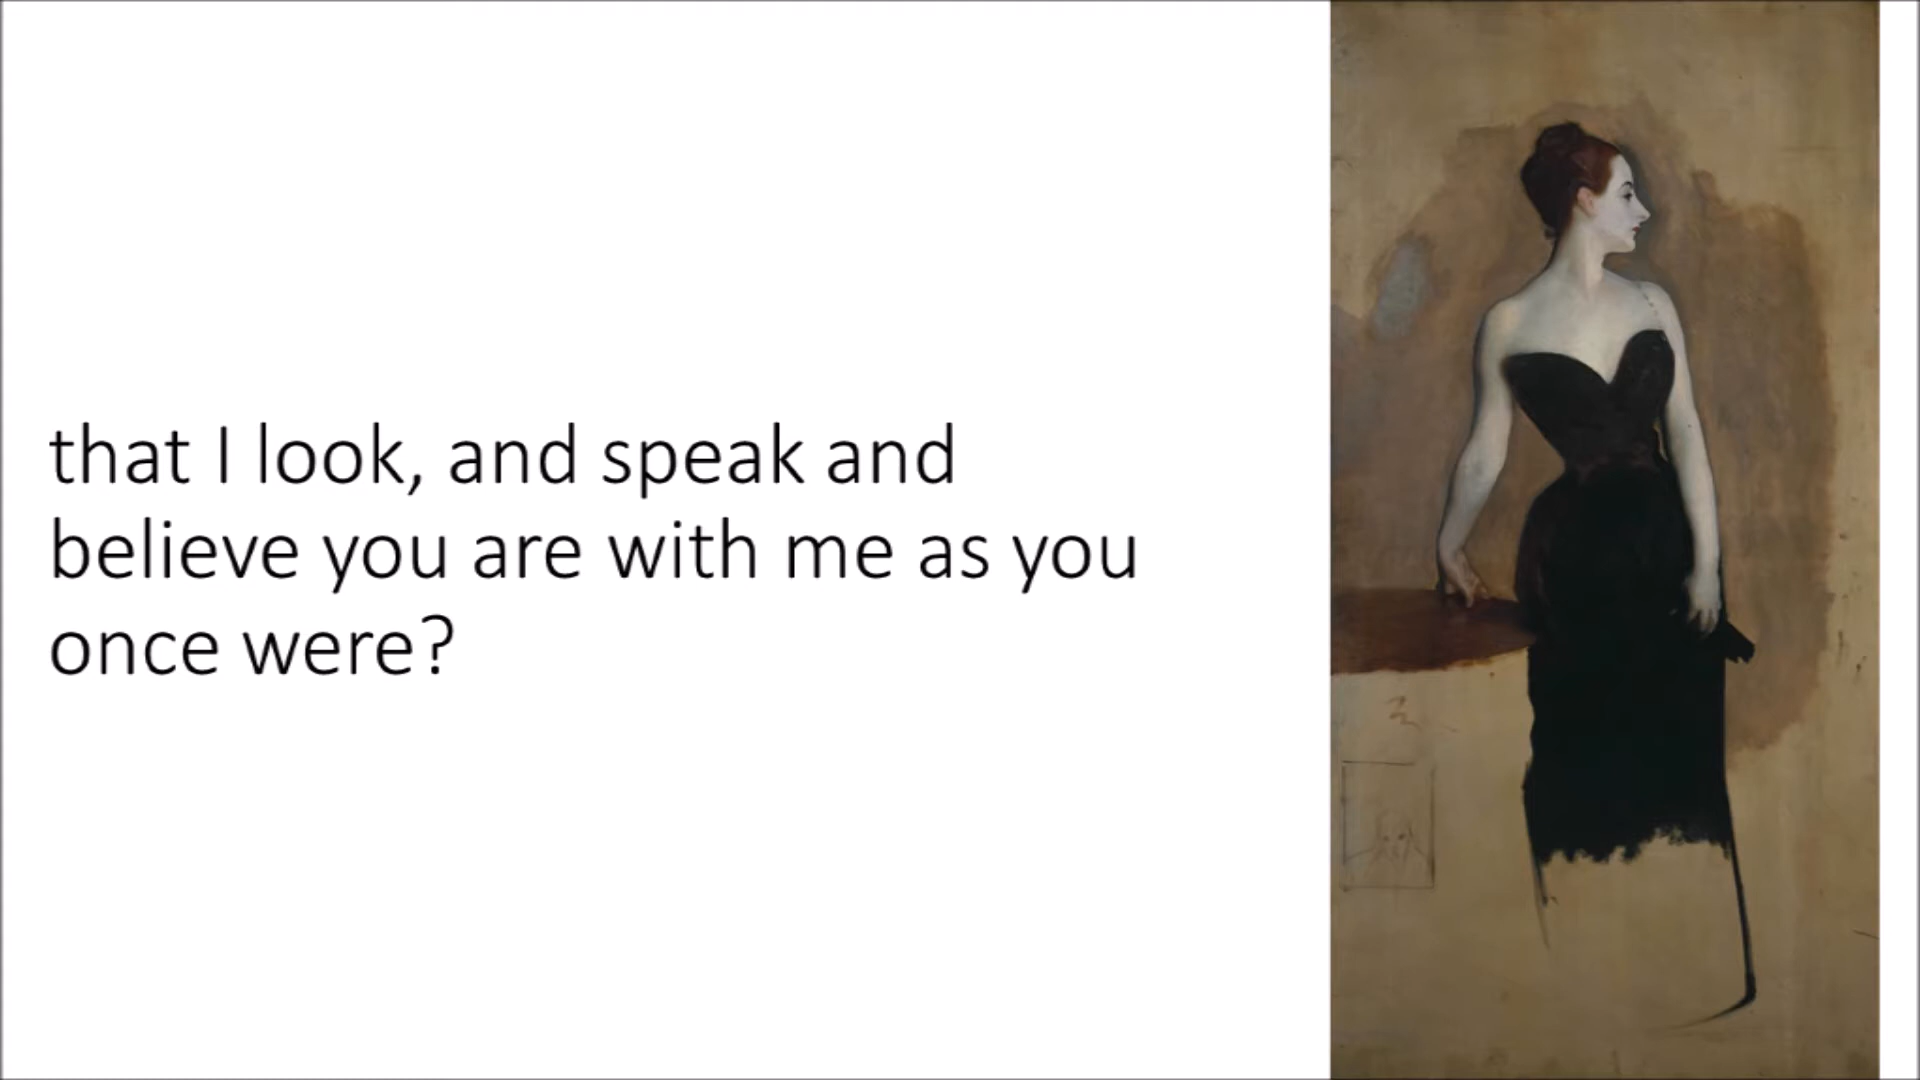 that I look, and speak and
believe you are with me as you
once were?